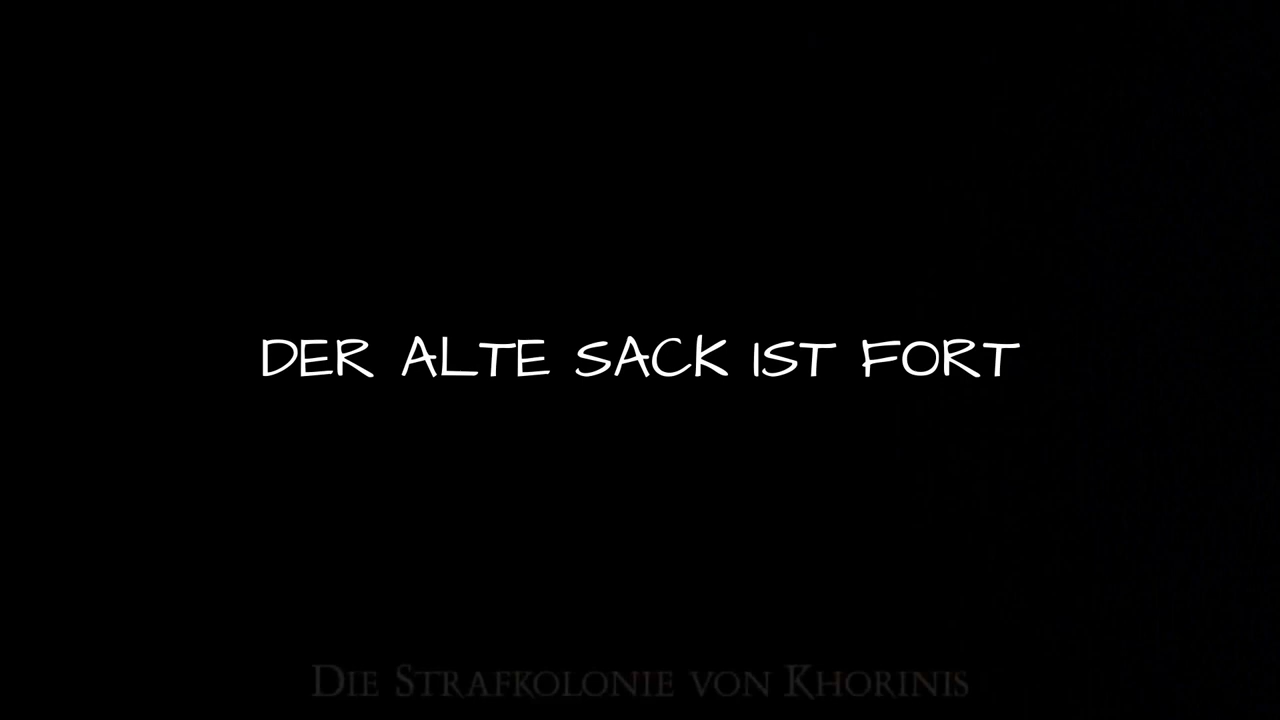 DER ALTE SACK IST FORT
DIE STRAFKOLONIE VON KHORINIS